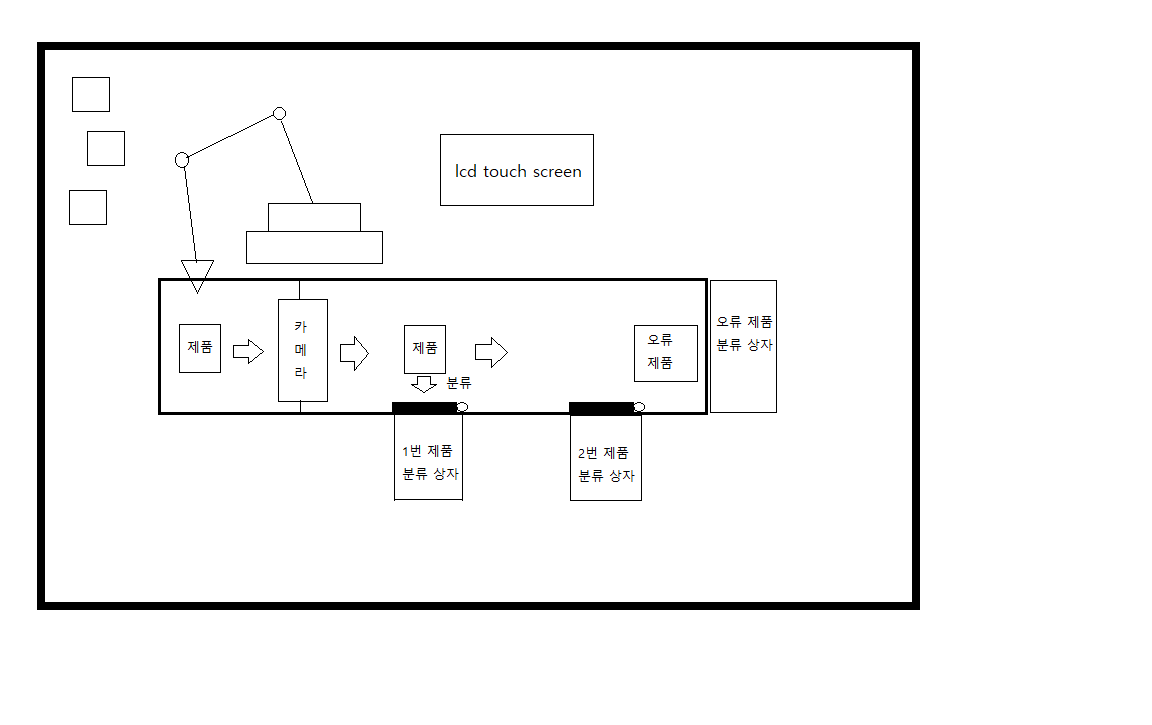 lcd touch screen
제품
카
메
라
제품
분류
오류
제품
오류 제품
분류 상자
1번 제품
분류 상자
2번 제품
분류 상자